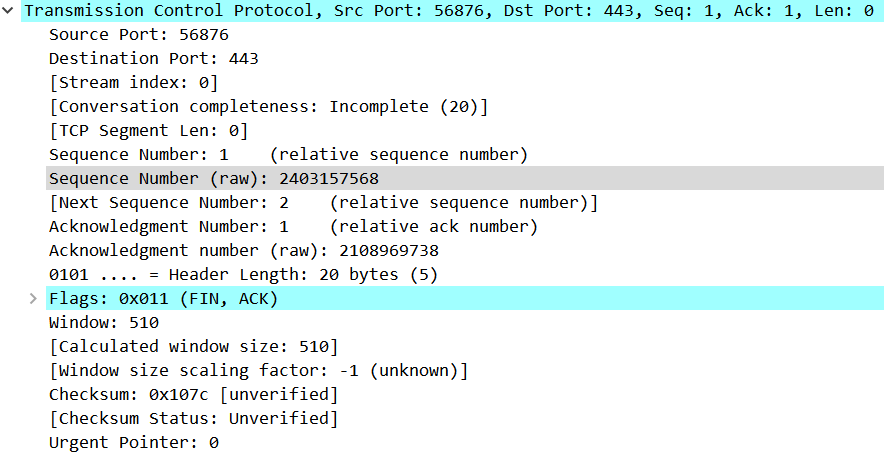 Transmission Control Protocol, Src Port: 56876, Dst Port: 443, Seq: 1, Ack: 1, Len: 0
Source Port: 56876
Destination Port: 443
[Stream index: 0]
[Conversation completeness: Incomplete (20)]
[TCP Segment Len: 0]
Sequence Number: 1    (relative sequence number)
Sequence Number (raw): 2403157568
[Next Sequence Number: 2    (relative sequence number)]
Acknowledgment Number: 1    (relative ack number)
Acknowledgment number (raw): 2108969738
0101 .... = Header Length: 20 bytes (5)
Flags: 0x011 (FIN, ACK)
Window: 510
[Calculated window size: 510]
[Window size scaling factor: -1 (unknown)]
Checksum: 0x107c [unverified]
[Checksum Status: Unverified]
Urgent Pointer: 0